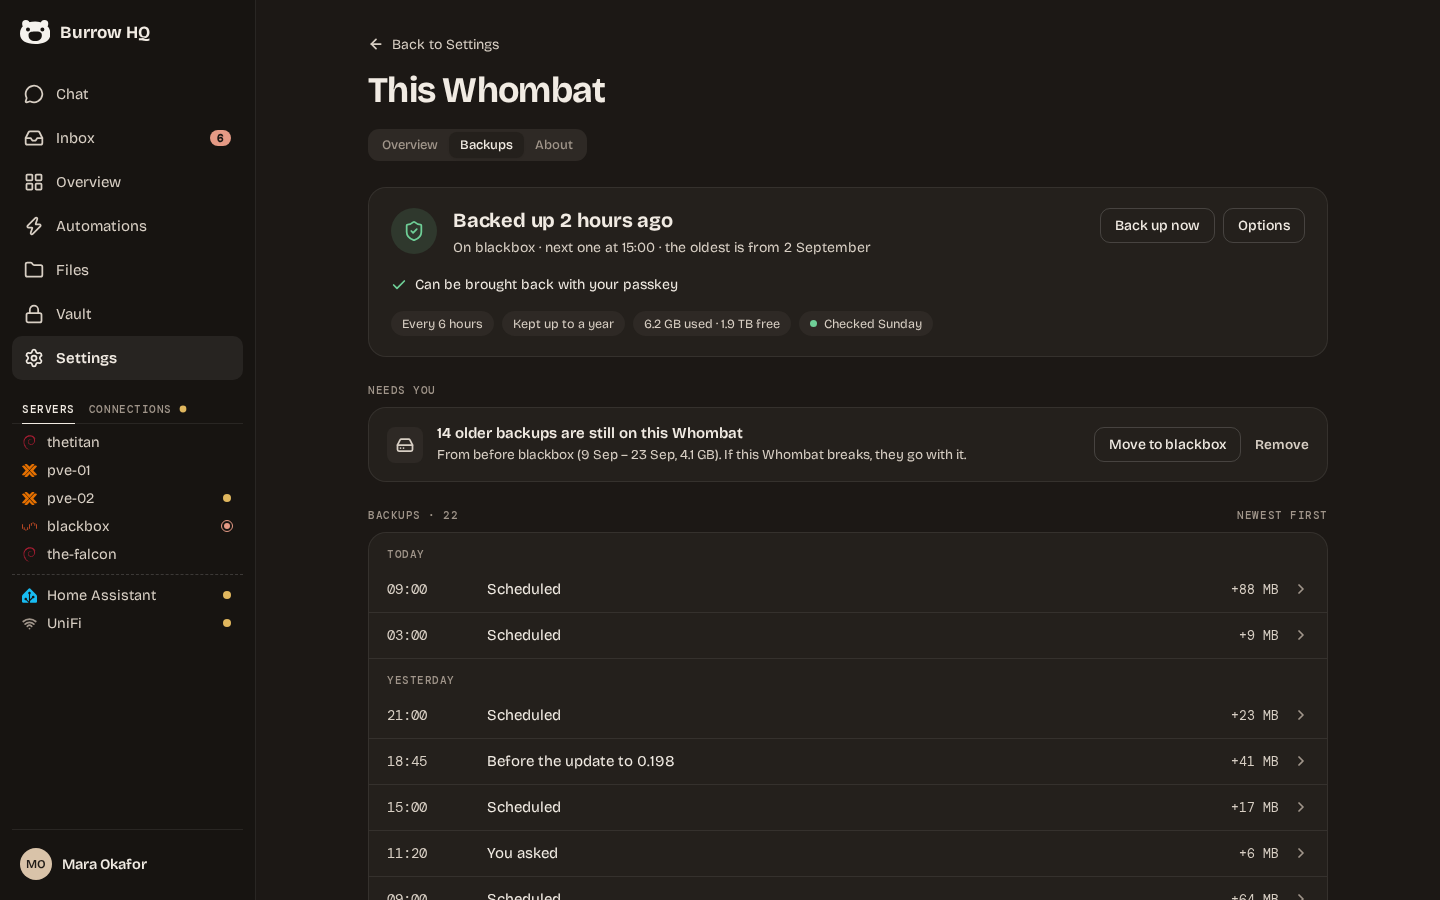 Burrow HQ
Chat
Inbox
6
Overview
Automations
Files
Vault
Settings
SERVERS
CONNECTIONS
thetitan
pve-01
pve-02
blackbox
the-falcon
Home Assistant
UniFi
MO
Mara Okafor
Back to Settings
This Whombat
Overview
Backups
About
Backed up 2 hours ago
On blackbox · next one at 15:00 · the oldest is from 2 September
Back up now
Options
Can be brought back with your passkey
Every 6 hours
Kept up to a year
6.2 GB used · 1.9 TB free
Checked Sunday
NEEDS YOU
14 older backups are still on this Whombat
From before blackbox (9 Sep – 23 Sep, 4.1 GB). If this Whombat breaks, they go with it.
Move to blackbox
Remove
BACKUPS · 22
NEWEST FIRST
TODAY
09:00 Scheduled +88 MB
03:00 Scheduled +9 MB
YESTERDAY
21:00 Scheduled +23 MB
18:45 Before the update to 0.198 +41 MB
15:00 Scheduled +17 MB
11:20 You asked +6 MB
09:00 Scheduled +64 MB